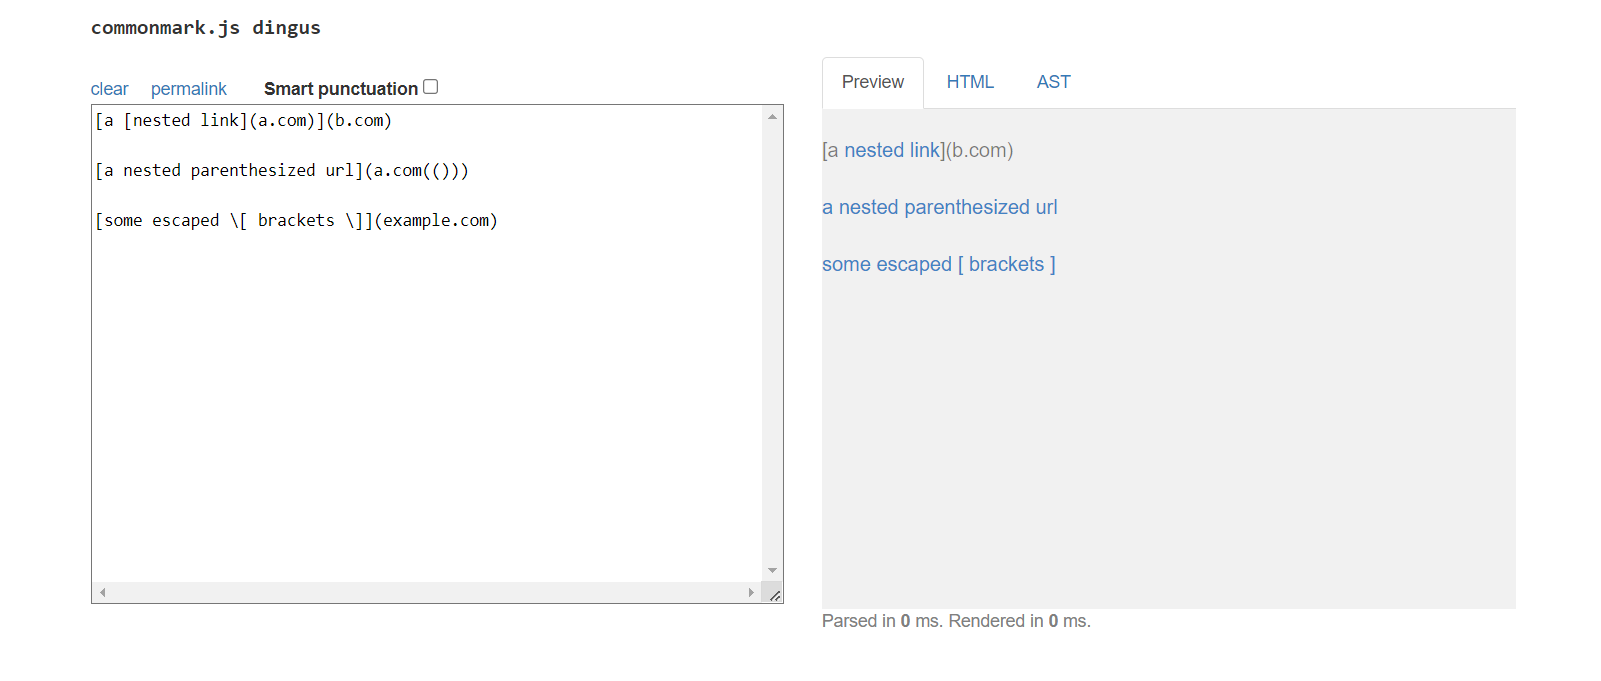 commonmark.js dingus
clear permalink Smart punctuation
[a [nested link](a.com)](b.com)
[a nested parenthesized url](a.com(()))
[some escaped \[ brackets \]](example.com)
Preview HTML AST
[a nested link](b.com)
a nested parenthesized url
some escaped [ brackets ]
Parsed in 0 ms. Rendered in 0 ms.